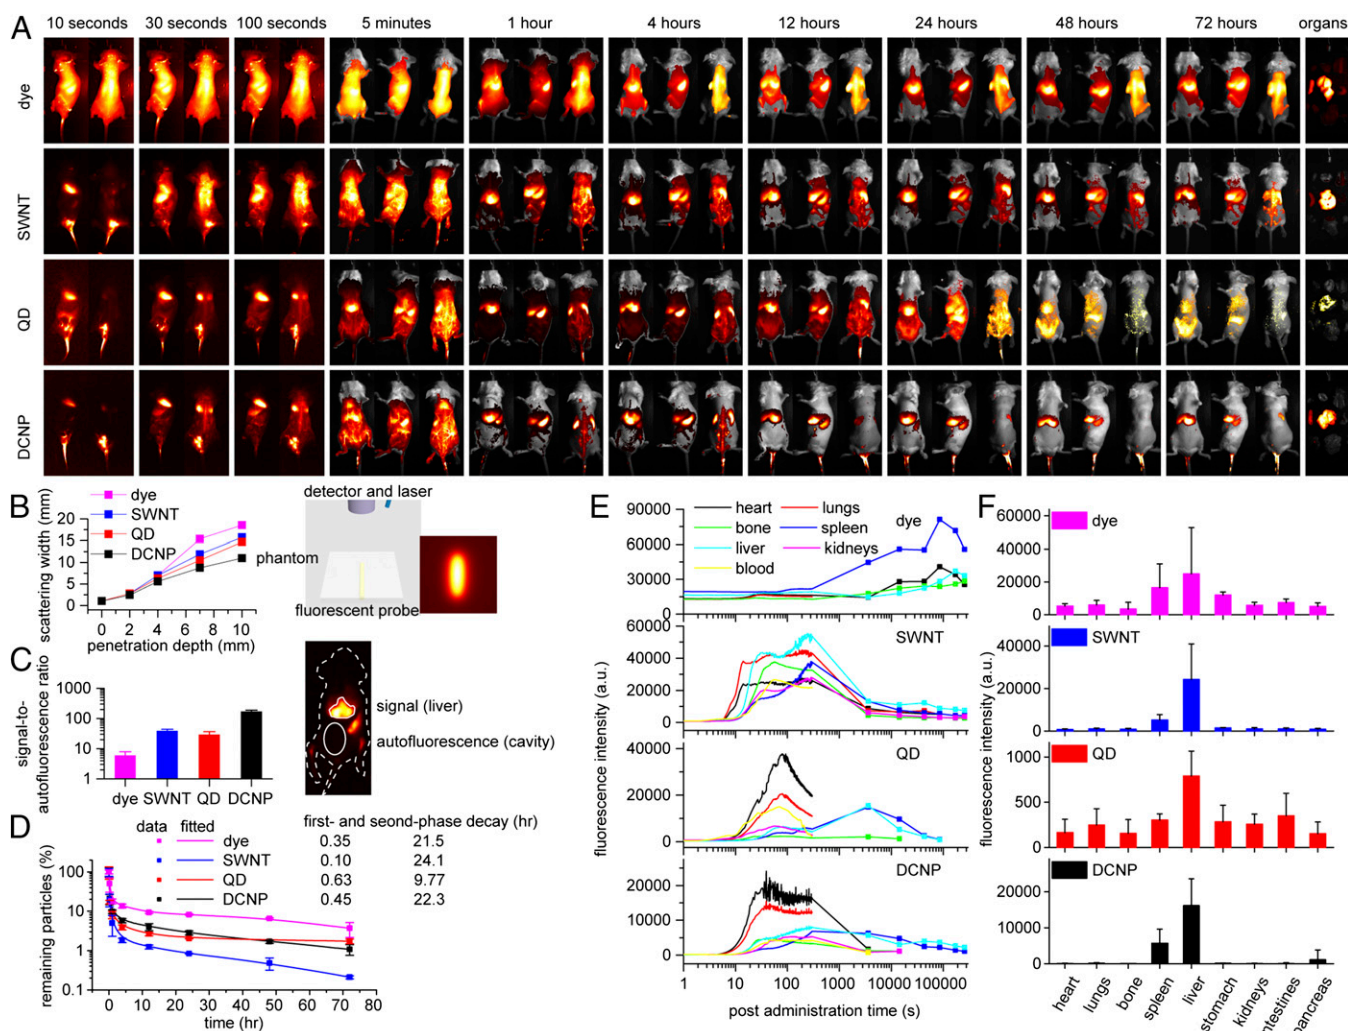 10 seconds 30 seconds 100 seconds 5 minutes 1 hour 4 hours 12 hours 24 hours 48 hours 72 hours organs
A
dye
SWNT
QD
DCNP
B
dye
SWNT
QD
DCNP
scattering width (mm)
20
15
10
5
0
0 2 4 6 8 10
penetration depth (mm)
detector and laser
phantom
fluorescent probe
C
signal-to-
autofluorescence ratio
1000
100
10
1
dye SWNT QD DCNP
signal (liver)
autofluorescence (cavity)
D
data fitted first- and seond-phase decay (hr)
dye 0.35 21.5
SWNT 0.10 24.1
QD 0.63 9.77
DCNP 0.45 22.3
remaining particles (%)
100
10
1
0.1
0 10 20 30 40 50 60 70 80
time (hr)
E
fluorescence intensity (a.u.)
90000
60000
30000
0
heart lungs dye
bone spleen
liver kidneys
blood
60000
40000
20000
0
SWNT
40000
20000
0
QD
20000
10000
0
DCNP
1 10 100 1000 10000 100000
post administration time (s)
F
fluorescence intensity (a.u.)
60000
40000
20000
0
dye
40000
20000
0
SWNT
1000
500
0
QD
20000
10000
0
DCNP
heart lungs bone spleen liver stomach kidneys intestines pancreas